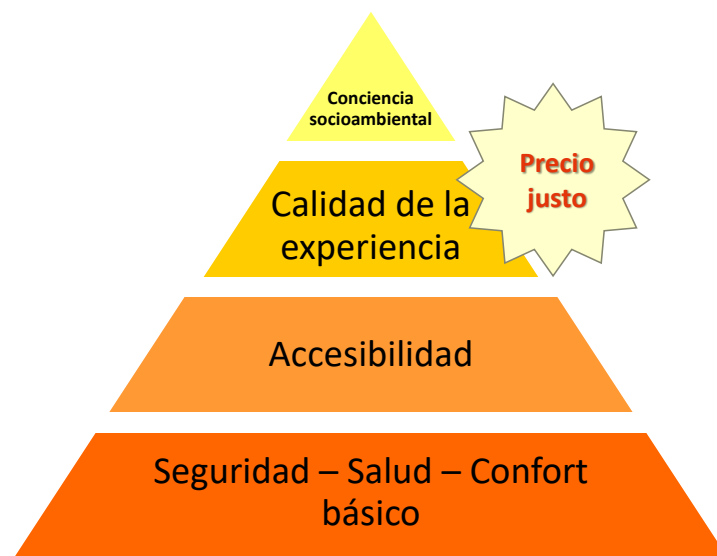 Conciencia
socioambiental
Precio
justo
Calidad de la
experiencia
Accesibilidad
Seguridad – Salud – Confort
básico